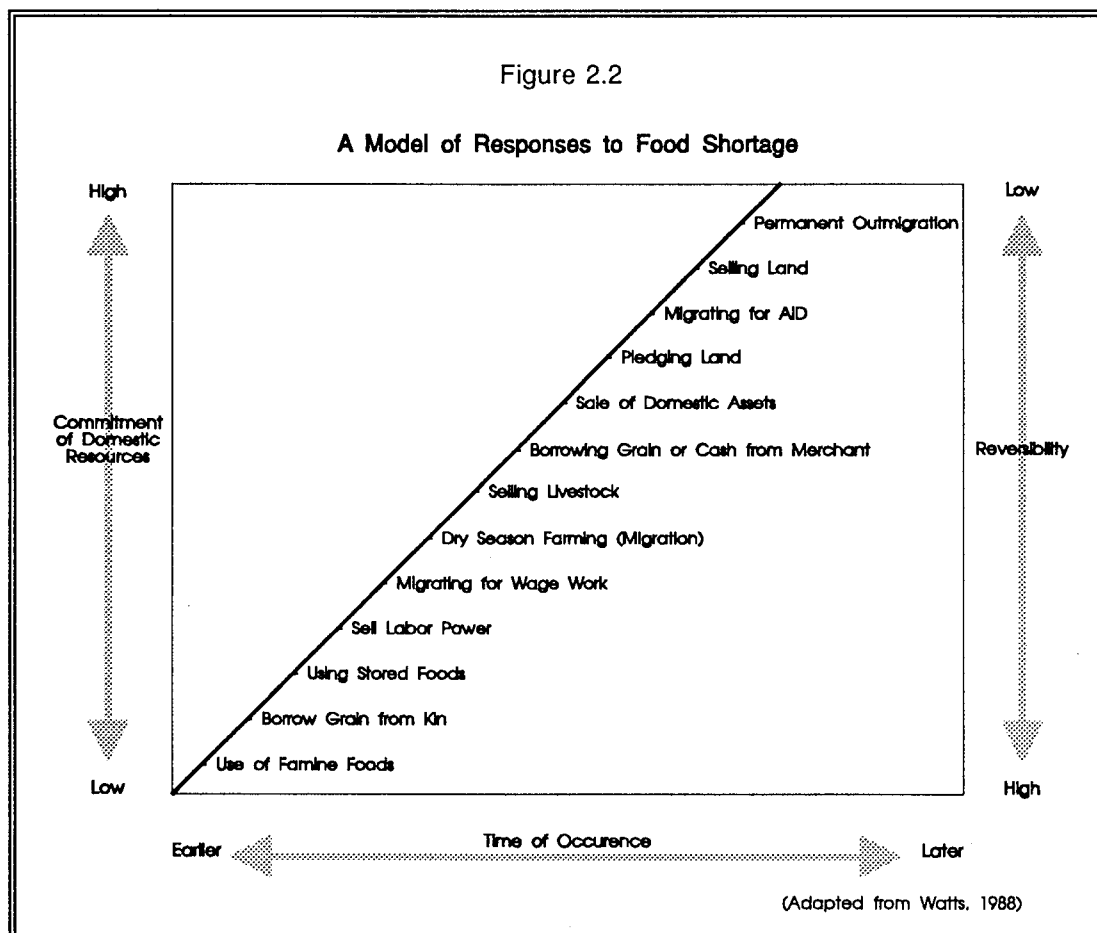 Figure 2.2
A Model of Responses to Food Shortage
High
Low
Permanent Outmigration
Selling Land
Migrating for AID
Pledging Land
Sale of Domestic Assets
Commitment
of Domestic
Resources
Borrowing Grain or Cash from Merchant
Reversibility
Selling Livestock
Dry Season Farming (Migration)
Migrating for Wage Work
Sell Labor Power
Using Stored Foods
Borrow Grain from Kin
Use of Famine Foods
Low
High
Earlier
Time of Occurence
Later
(Adapted from Watts, 1988)